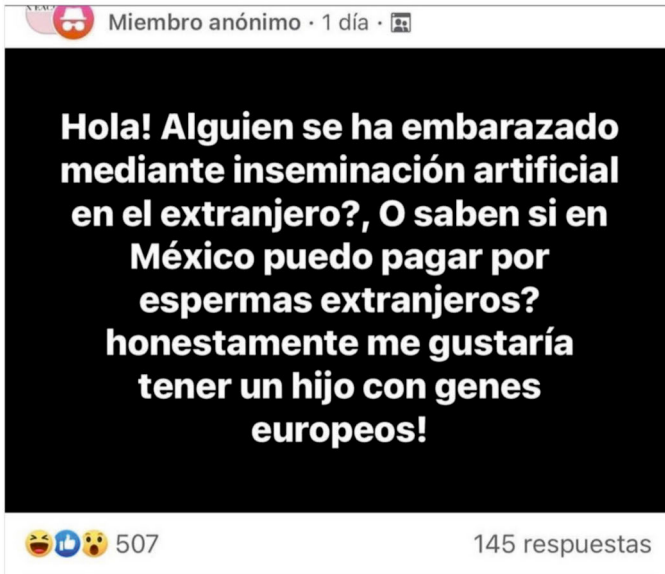 Miembro anónimo · 1 día ·
Hola! Alguien se ha embarazado
mediante inseminación artificial
en el extranjero?, O saben si en
México puedo pagar por
espermas extranjeros?
honestamente me gustaría
tener un hijo con genes
europeos!
507
145 respuestas